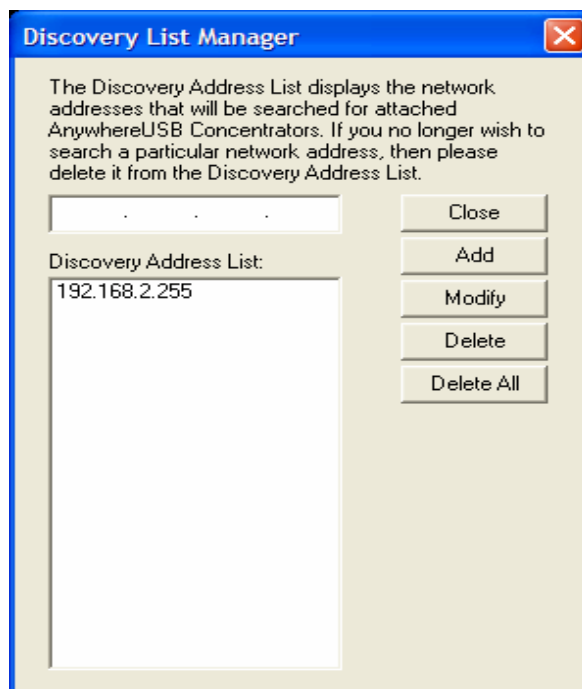 Discovery List Manager
The Discovery Address List displays the network
addresses that will be searched for attached
AnywhereUSB Concentrators. If you no longer wish to
search a particular network address, then please
delete it from the Discovery Address List.
. . .
Close
Discovery Address List:
Add
192.168.2.255
Modify
Delete
Delete All